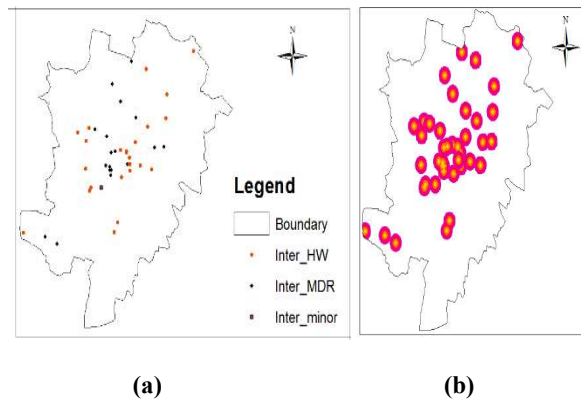 N
N
Legend
Boundary
Inter_HW
Inter_MDR
Inter_minor
(a)
(b)